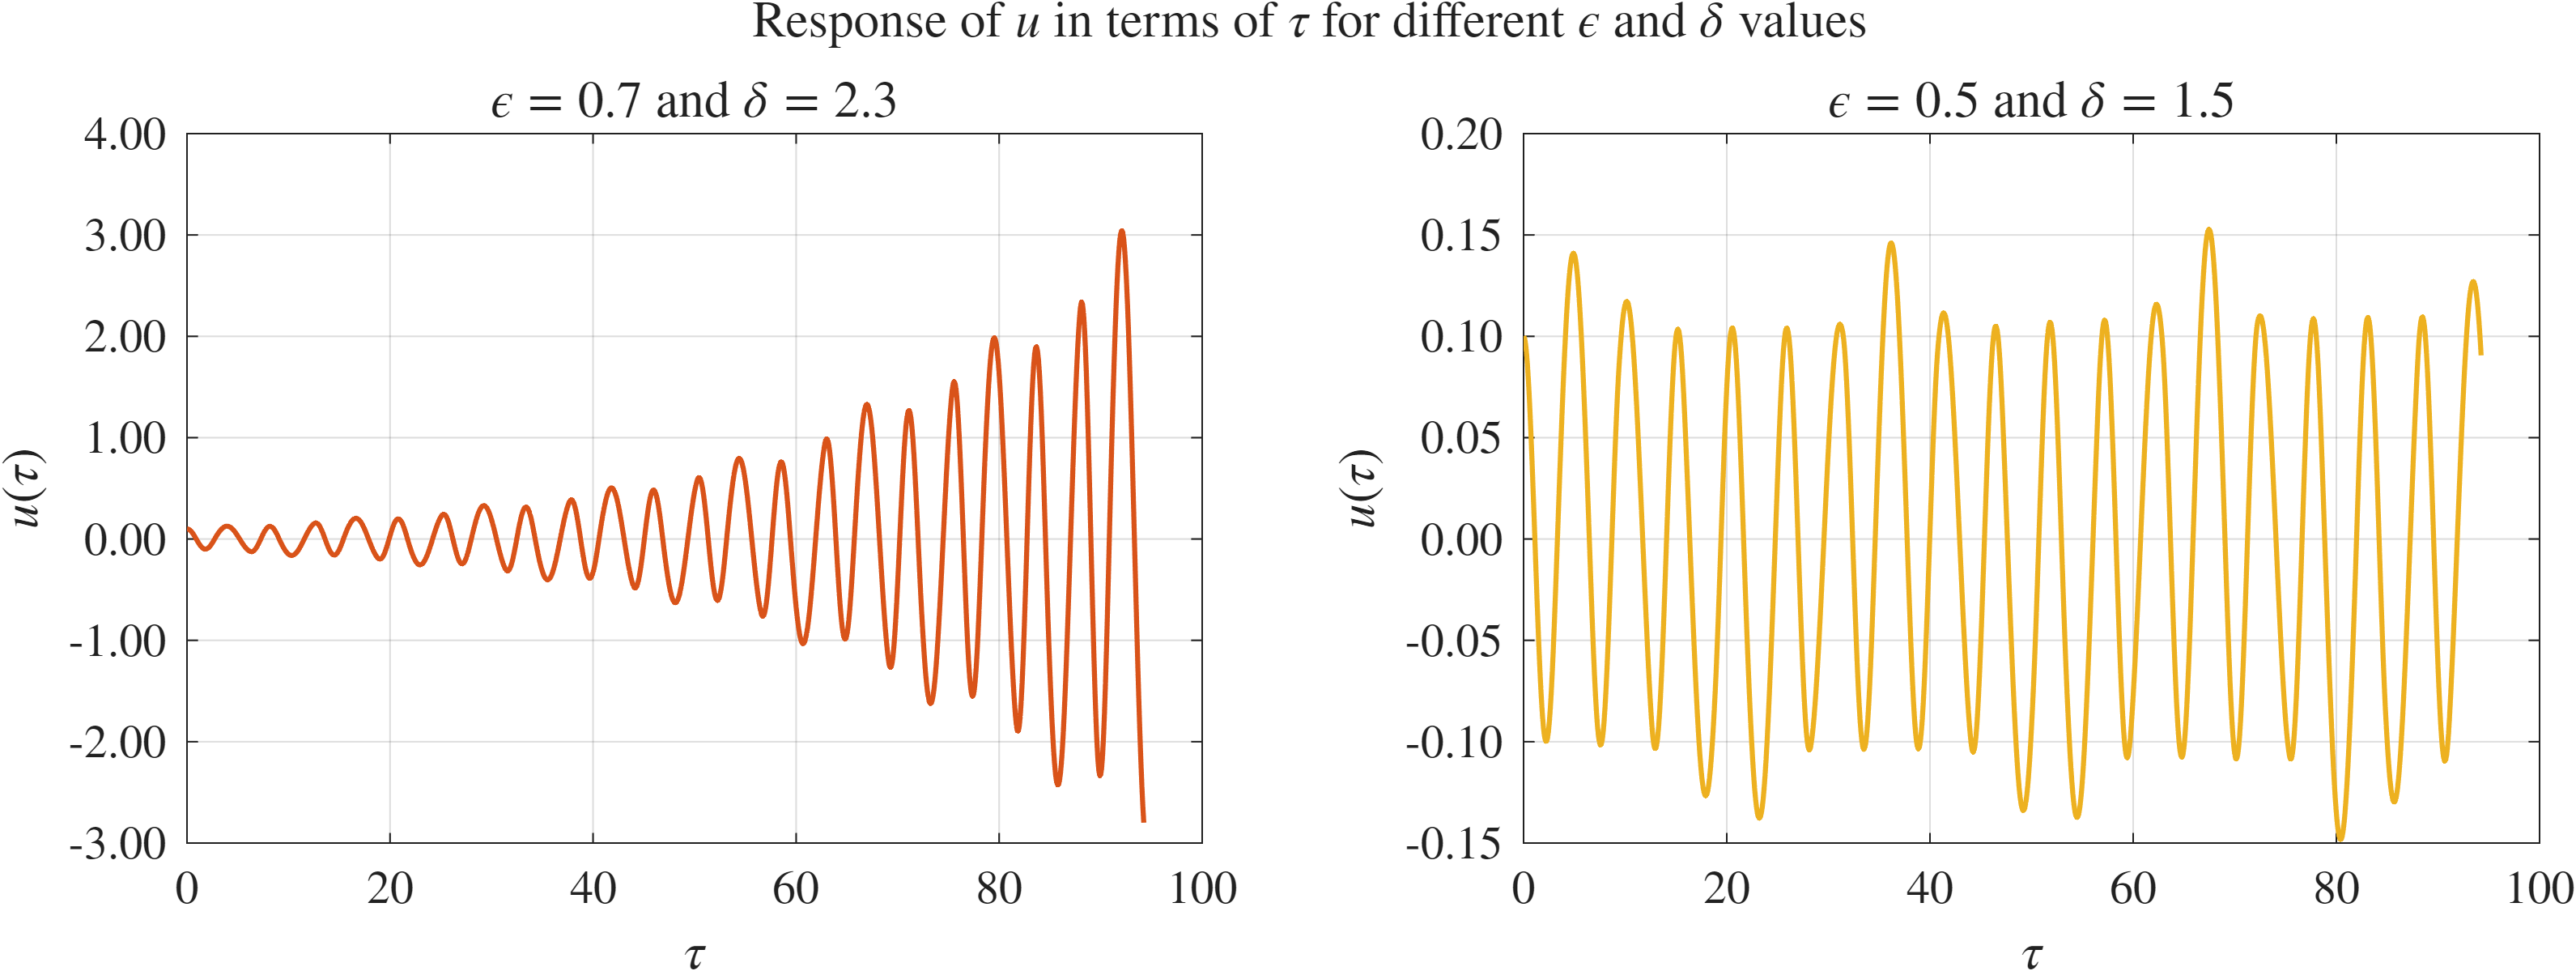 Response of u in terms of τ for different ϵ and δ values
ϵ = 0.7 and δ = 2.3
4.00
3.00
2.00
1.00
0.00
-1.00
-2.00
-3.00
u(τ)
0 20 40 60 80 100
τ
ϵ = 0.5 and δ = 1.5
0.20
0.15
0.10
0.05
0.00
-0.05
-0.10
-0.15
u(τ)
0 20 40 60 80 100
τ